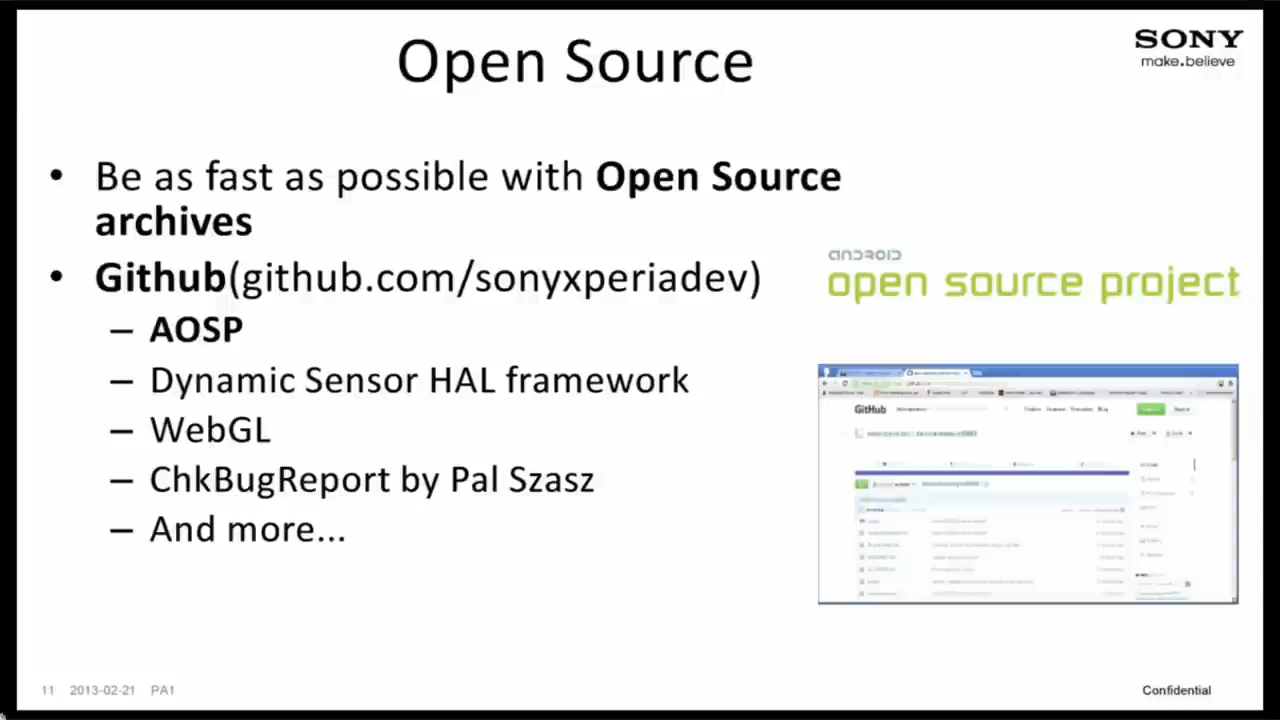 Open Source
SONY
make.believe
• Be as fast as possible with Open Source
archives
• Github(github.com/sonyxperiadev)
– AOSP
– Dynamic Sensor HAL framework
– WebGL
– ChkBugReport by Pal Szasz
– And more...
ANDROID
open source project
GitHub
11 2013-02-21 PA1
Confidential